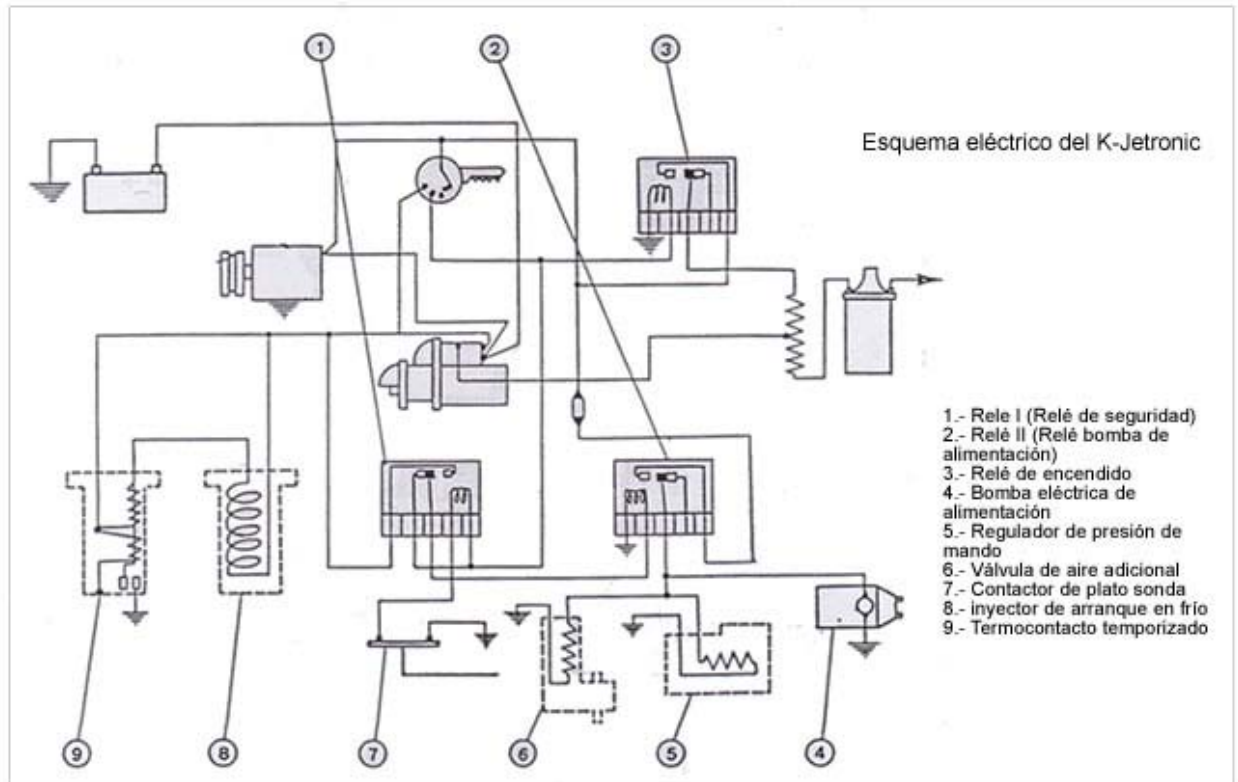 1
2
3
Esquema eléctrico del K-Jetronic
1.- Rele I (Relé de seguridad)
2.- Relé II (Relé bomba de
alimentación)
3.- Relé de encendido
4.- Bomba eléctrica de
alimentación
5.- Regulador de presión de
mando
6.- Válvula de aire adicional
7.- Contactor de plato sonda
8.- inyector de arranque en frío
9.- Termocontacto temporizado
9
8
7
6
5
4